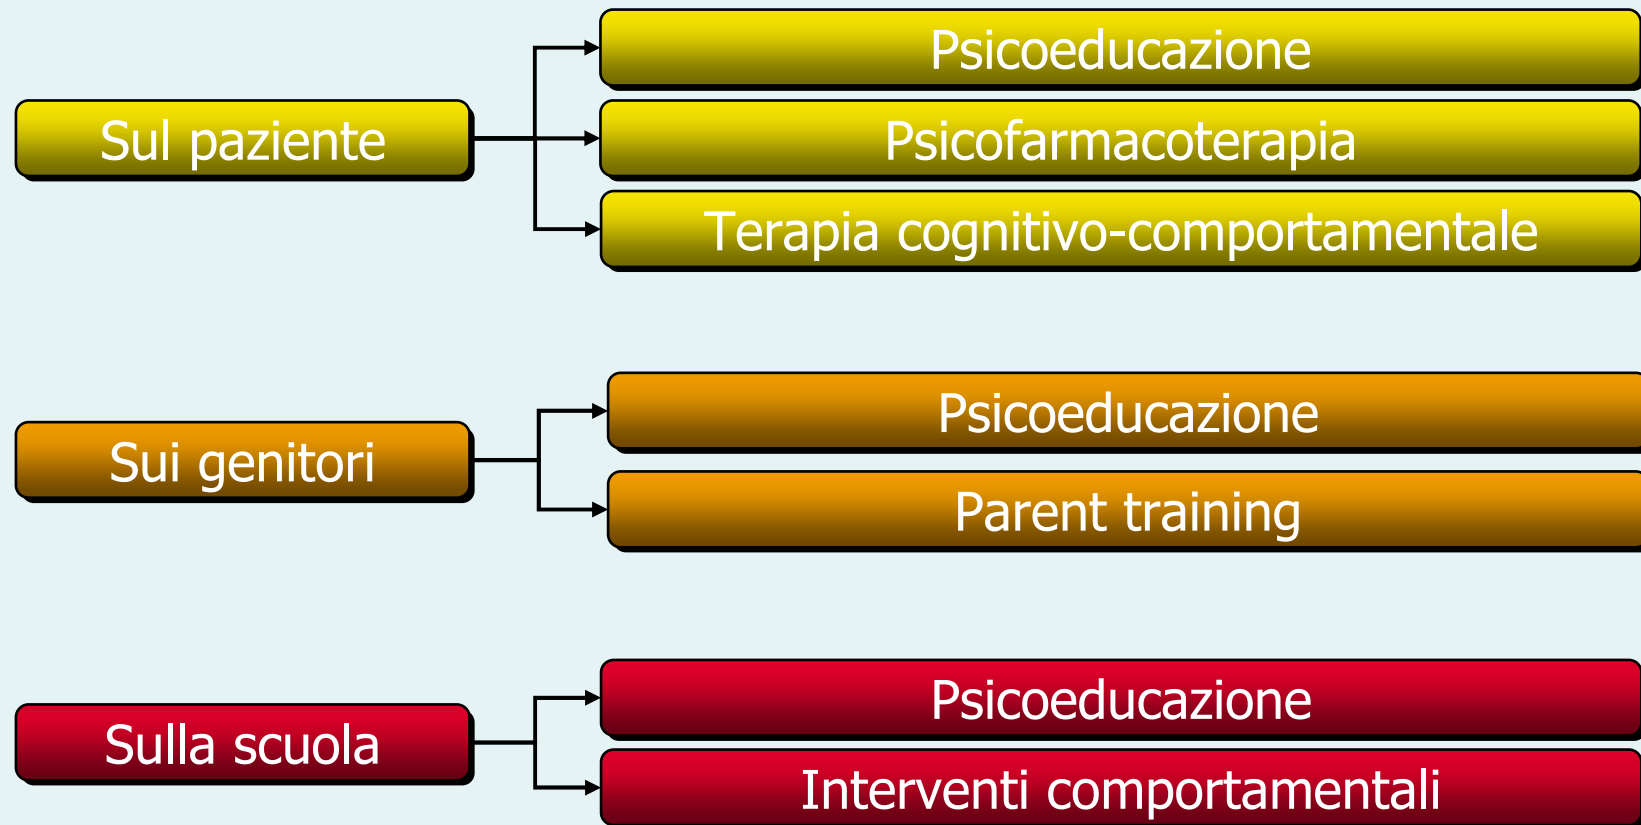 Sul paziente
Psicoeducazione
Psicofarmacoterapia
Terapia cognitivo-comportamentale
Sui genitori
Psicoeducazione
Parent training
Sulla scuola
Psicoeducazione
Interventi comportamentali